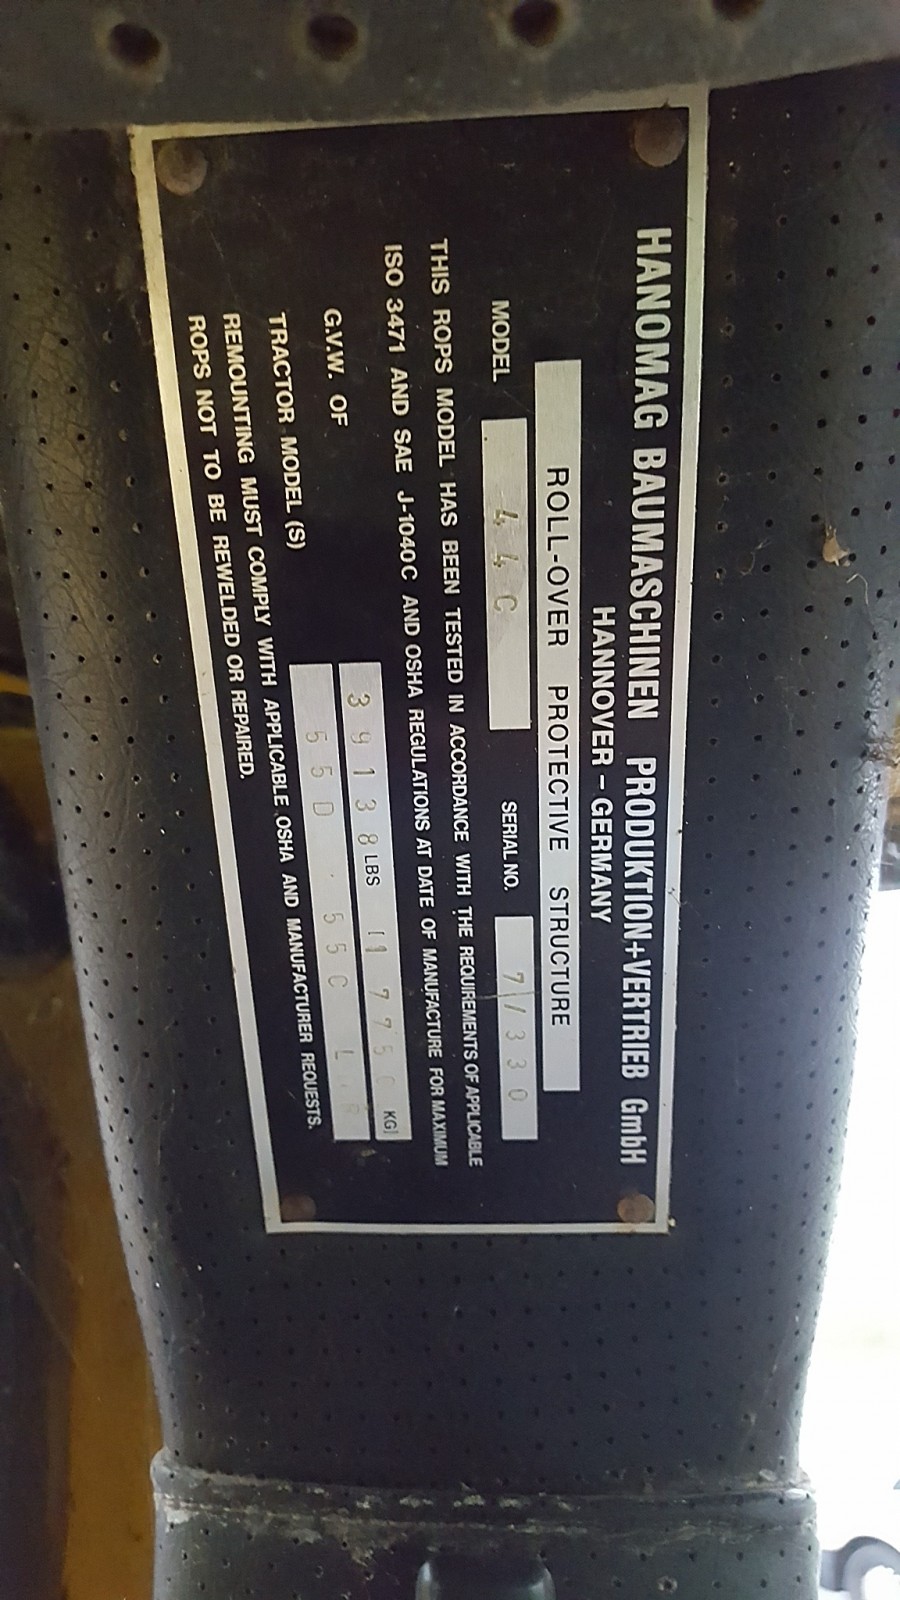 HANOMAG BAUMASCHINEN PRODUKTION+VERTRIEB GmbH
HANNOVER - GERMANY
ROLL-OVER PROTECTIVE STRUCTURE
MODEL 44C SERIAL NO. 7/330
THIS ROPS MODEL HAS BEEN TESTED IN ACCORDANCE WITH THE REQUIREMENTS OF APPLICABLE
ISO 3471 AND SAE J-1040C AND OSHA REGULATIONS AT DATE OF MANUFACTURE FOR MAXIMUM
G.V.W. OF 39138 LBS KG)
TRACTOR MODEL (S) 55D 55C
REMOUNTING MUST COMPLY WITH APPLICABLE OSHA AND MANUFACTURER REQUESTS.
ROPS NOT TO BE REWELDED OR REPAIRED.